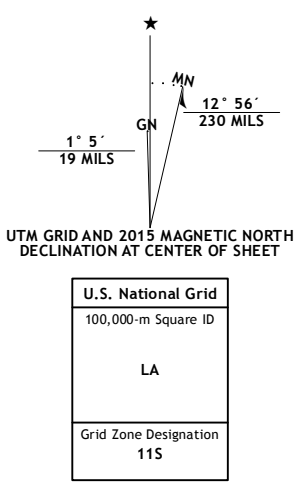 ★
MN
GN
12° 56´
230 MILS
1° 5´
19 MILS
UTM GRID AND 2015 MAGNETIC NORTH
DECLINATION AT CENTER OF SHEET
U.S. National Grid
100,000-m Square ID
LA
Grid Zone Designation
11S